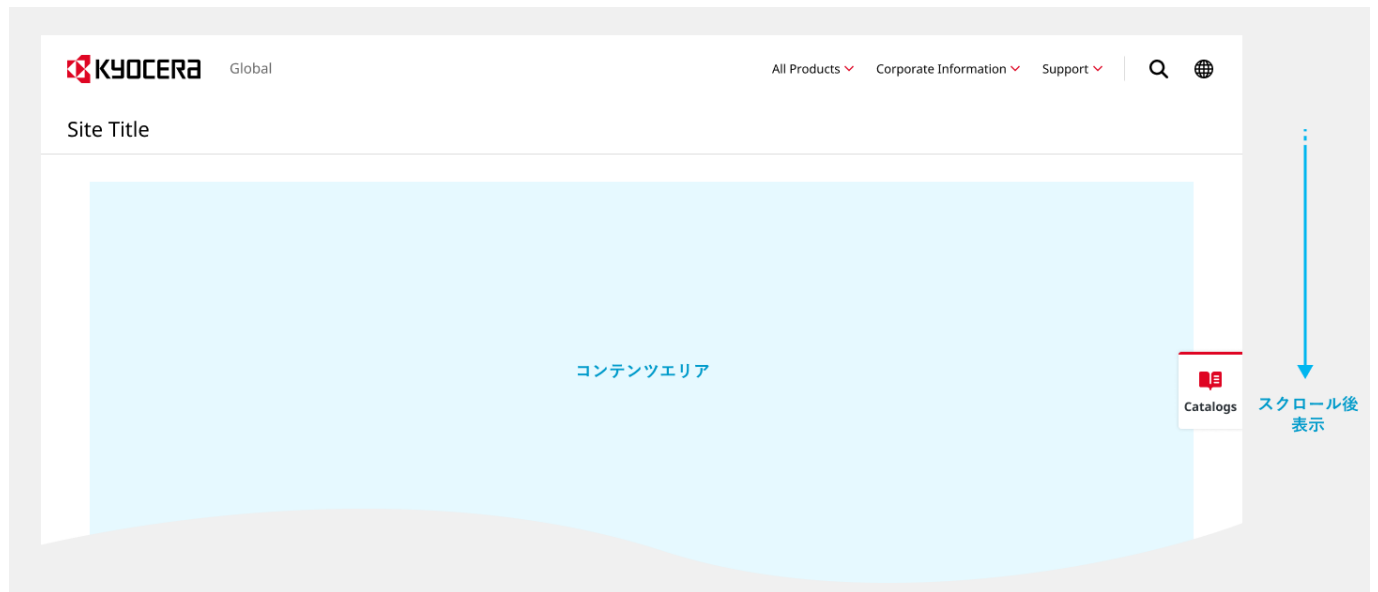 KYOCERA Global All Products Corporate Information Support
Site Title
コンテンツエリア
Catalogs
スクロール後
表示